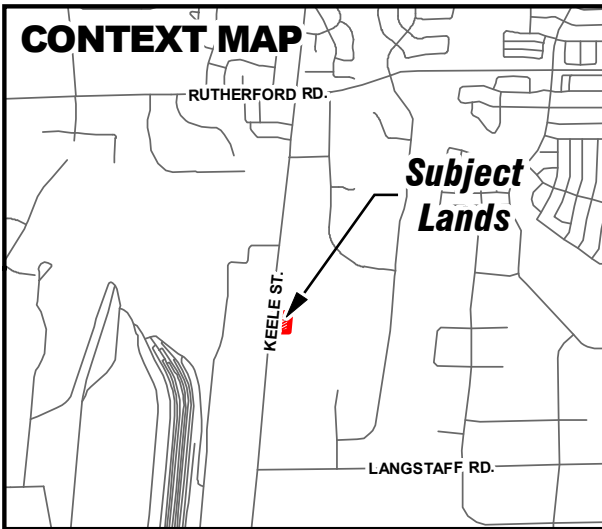 CONTEXT MAP
RUTHERFORD RD.
Subject
Lands
KEELE ST.
LANGSTAFF RD.